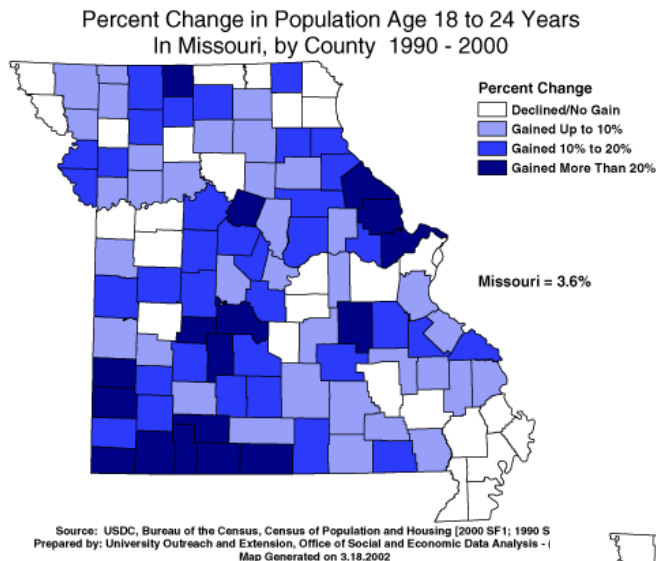 Percent Change in Population Age 18 to 24 Years
In Missouri, by County 1990 - 2000
Percent Change
Declined/No Gain
Gained Up to 10%
Gained 10% to 20%
Gained More Than 20%
Missouri = 3.6%
Source: USDC, Bureau of the Census, Census of Population and Housing [2000 SF1; 1990 S
Prepared by: University Outreach and Extension, Office of Social and Economic Data Analysis - (
Map Generated on 3.18.2002